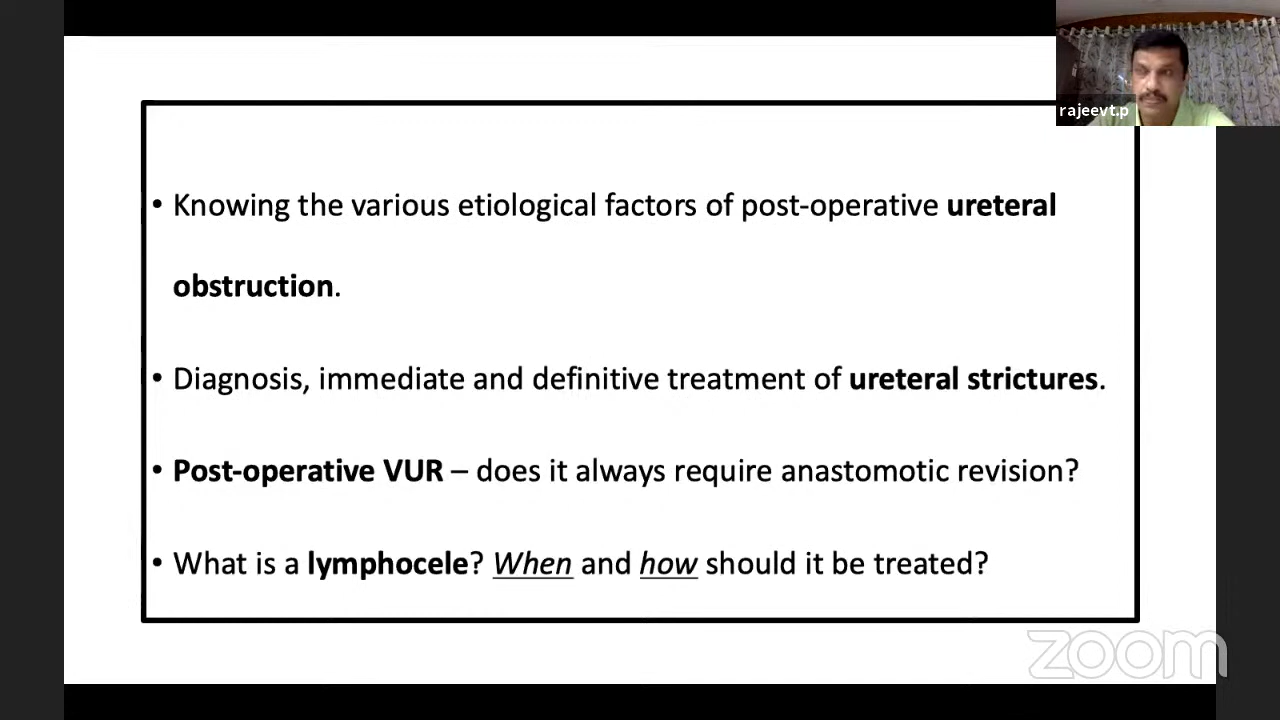 rajeevt.p
• Knowing the various etiological factors of post-operative ureteral
obstruction.
• Diagnosis, immediate and definitive treatment of ureteral strictures.
• Post-operative VUR – does it always require anastomotic revision?
• What is a lymphocele? When and how should it be treated?
zoom